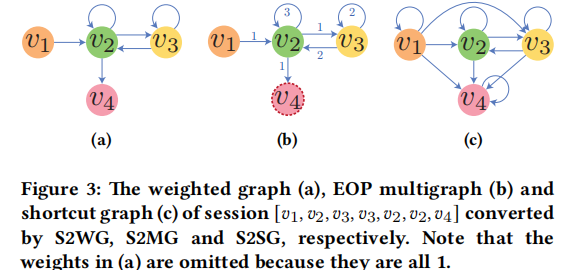 v1 v2 v3 v4
(a)
v1 1 v2 3 1 2 v3 2 1 v4
(b)
v1 v2 v3 v4
(c)
Figure 3: The weighted graph (a), EOP multigraph (b) and
shortcut graph (c) of session [v1, v2, v3, v3, v2, v2, v4] converted
by S2WG, S2MG and S2SG, respectively. Note that the
weights in (a) are omitted because they are all 1.